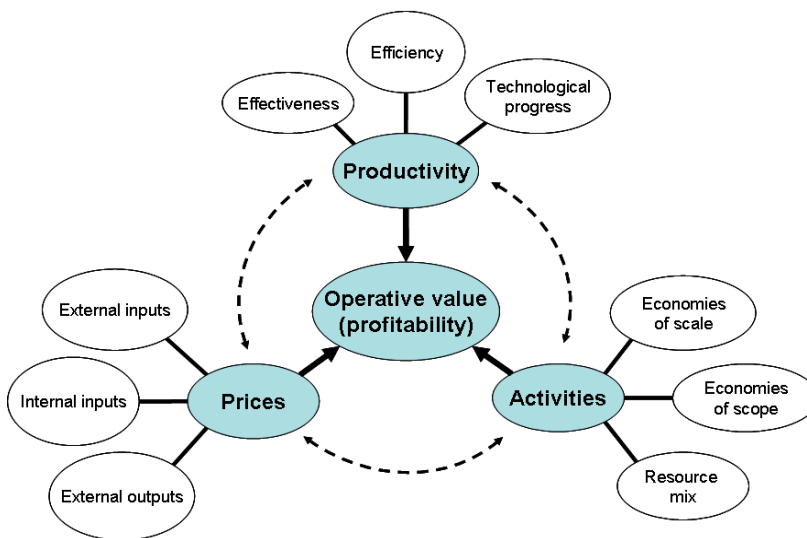 Efficiency
Effectiveness
Technological
progress
Productivity
Operative value
(profitability)
External inputs
Internal inputs
External outputs
Prices
Activities
Economies
of scale
Economies
of scope
Resource
mix